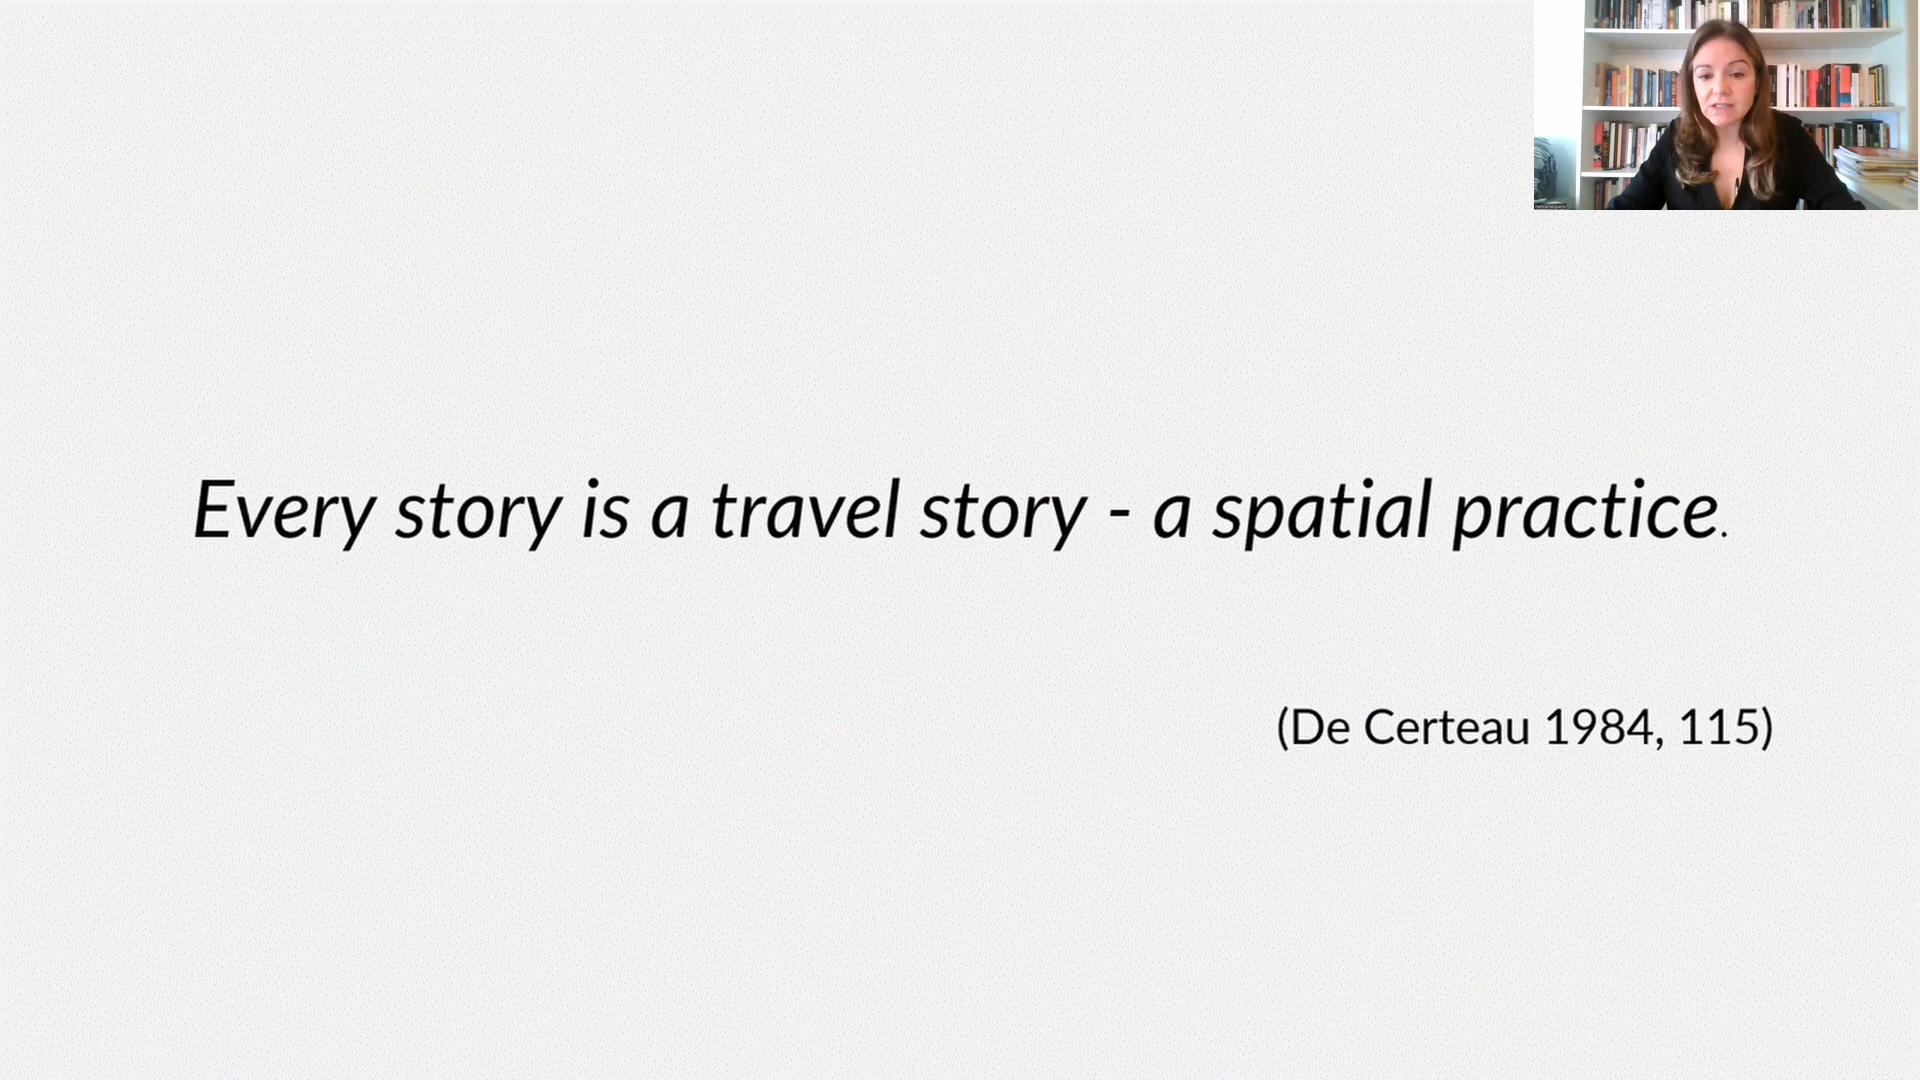 Every story is a travel story - a spatial practice.
(De Certeau 1984, 115)